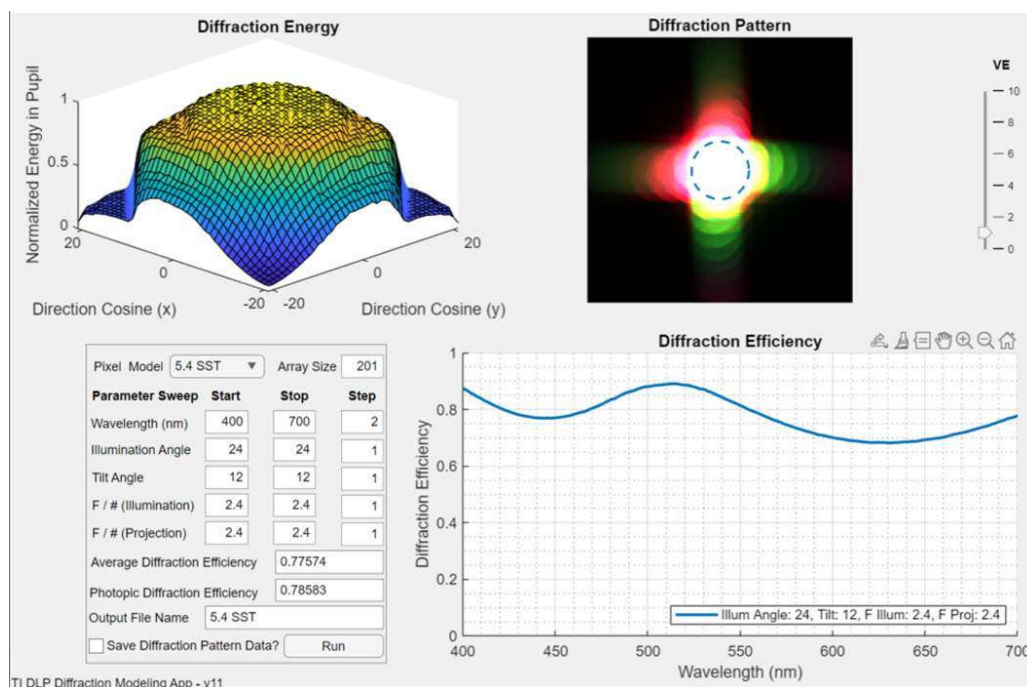 Diffraction Energy
Normalized Energy in Pupil
1
0.5
0
20
0
-20
-20
0
20
Direction Cosine (x)
Direction Cosine (y)
Diffraction Pattern
VE
10
8
6
4
2
0
Pixel Model 5.4 SST Array Size 201
Parameter Sweep Start Stop Step
Wavelength (nm) 400 700 2
Illumination Angle 24 24 1
Tilt Angle 12 12 1
F / # (Illumination) 2.4 2.4 1
F / # (Projection) 2.4 2.4 1
Average Diffraction Efficiency 0.77574
Photopic Diffraction Efficiency 0.78583
Output File Name 5.4 SST
Save Diffraction Pattern Data? Run
TI DLP Diffraction Modeling App - v11
Diffraction Efficiency
Diffraction Efficiency
1
0.8
0.6
0.4
0.2
0
Illum Angle: 24, Tilt: 12, F Illum: 2.4, F Proj: 2.4
400 450 500 550 600 650 700
Wavelength (nm)